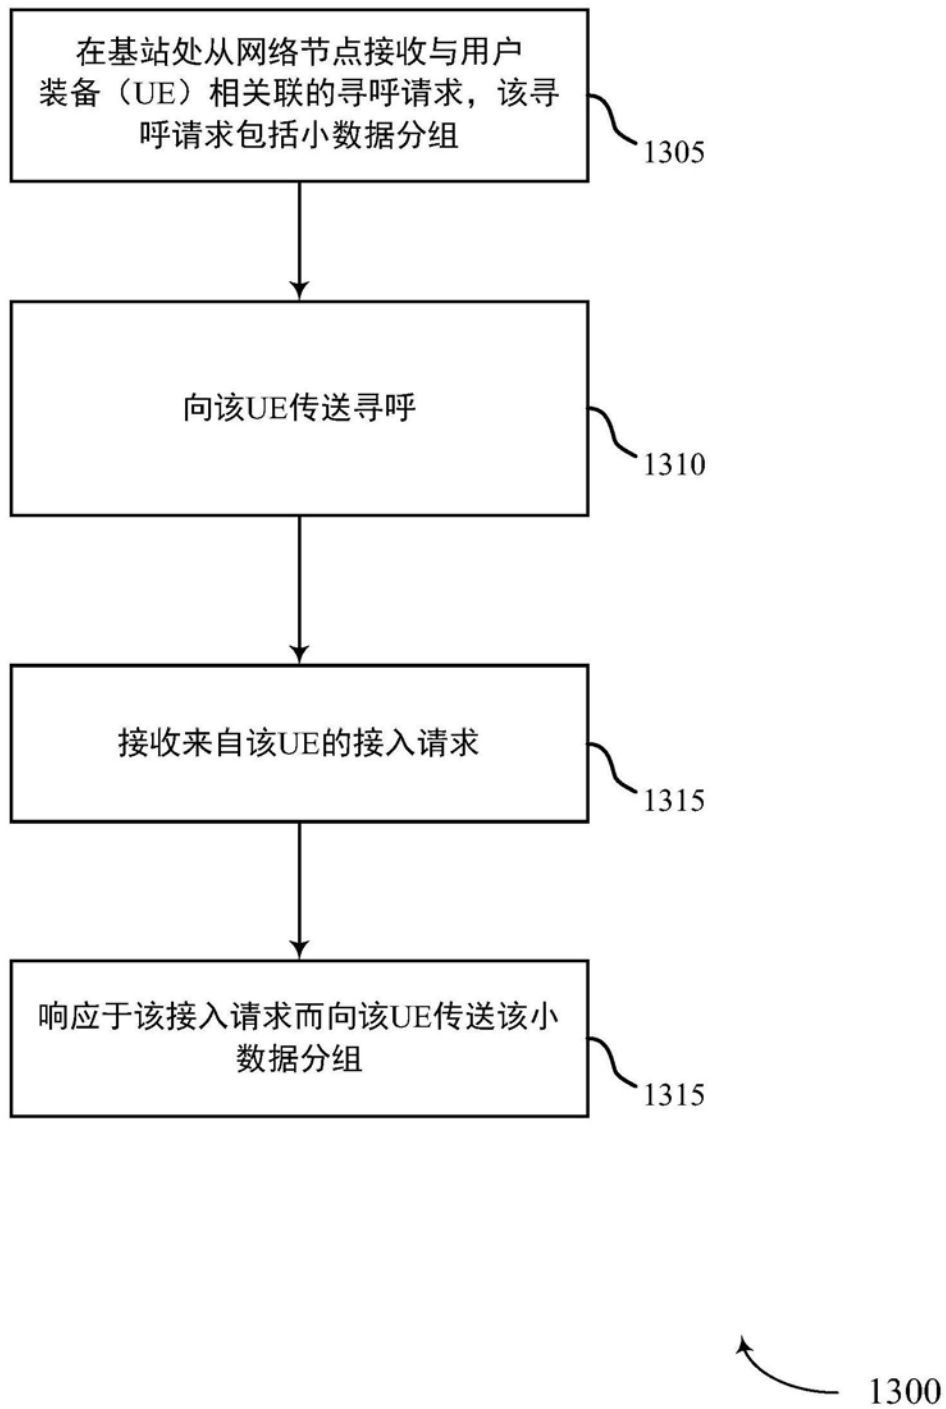 在基站处从网络节点接收与用户
装备（UE）相关联的寻呼请求，该寻
呼请求包括小数据分组
1305
向该UE传送寻呼
1310
接收来自该UE的接入请求
1315
响应于该接入请求而向该UE传送该小
数据分组
1315
1300